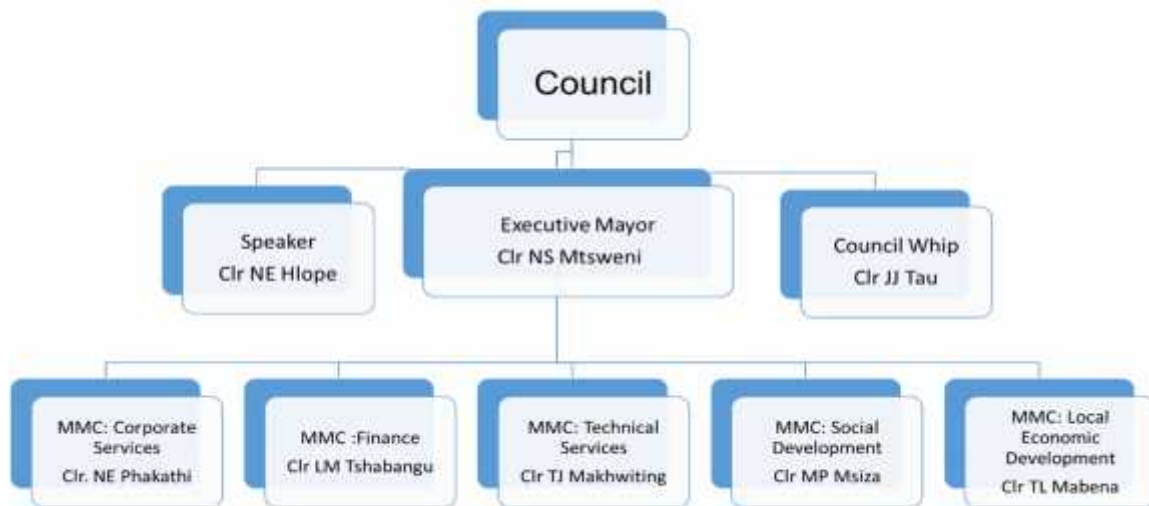 Council
Speaker
Clr NE Hlope
Executive Mayor
Clr NS Mtsweni
Council Whip
Clr JJ Tau
MMC: Corporate
Services
Clr. NE Phakathi
MMC :Finance
Clr LM Tshabangu
MMC: Technical
Services
Clr TJ Makhwiting
MMC: Social
Development
Clr MP Msiza
MMC: Local
Economic
Development
Clr TL Mabena